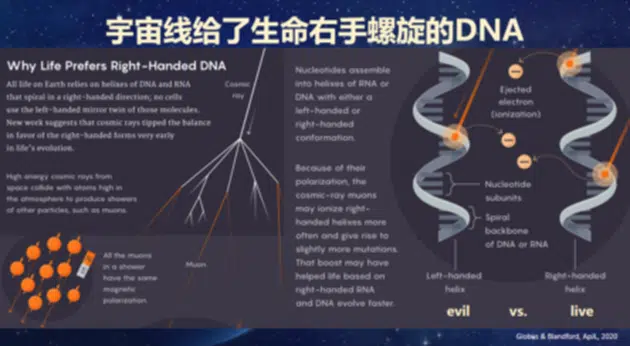 宇宙线给了生命右手螺旋的DNA
Why Life Prefers Right-Handed DNA
All life on Earth relies on helixes of DNA and RNA
that spiral in a right-handed direction; no cells
use the left-handed mirror twin of those molecules.
New work suggests that cosmic rays tipped the balance
in favor of the right-handed forms very early
in life's evolution.
High energy cosmic rays from
space collide with atoms high in
the atmosphere to produce showers
of other particles, such as muons.
Cosmic
ray
All the muons
in a shower
have the same
magnetic
polarization.
Muon
Nucleotides assemble
into helixes of RNA or
DNA with either a
left-handed or
right-handed
conformation.
Because of their
polarization, the
cosmic-ray muons
may ionize right-
handed helixes more
often and give rise to
slightly more mutations.
That boost may have
helped life based on
right-handed RNA
and DNA evolve faster.
Ejected
electron
(ionization)
Nucleotide
subunits
Spiral
backbone
of DNA or RNA
Left-handed
helix
Right-handed
helix
evil vs. live
Globus & Blandford, ApJL, 2020